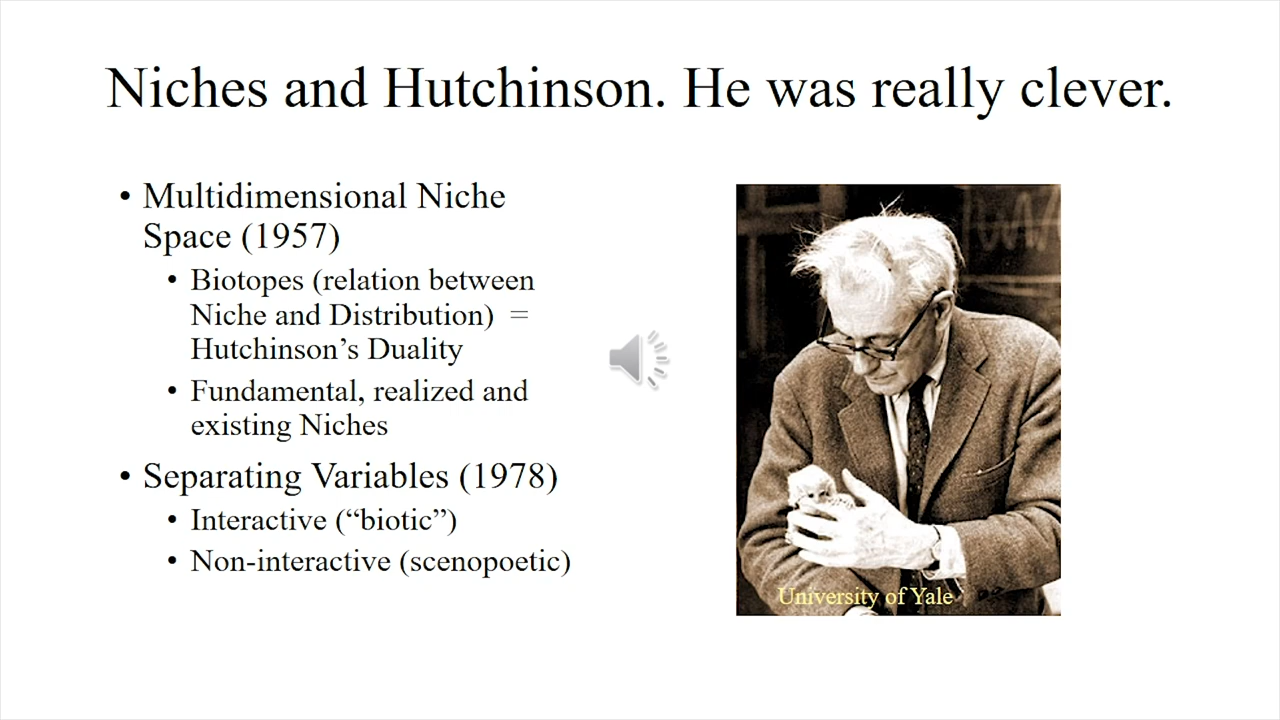 Niches and Hutchinson. He was really clever.
• Multidimensional Niche
Space (1957)
• Biotopes (relation between
Niche and Distribution) =
Hutchinson’s Duality
• Fundamental, realized and
existing Niches
• Separating Variables (1978)
• Interactive (“biotic”)
• Non-interactive (scenopoetic)
University of Yale